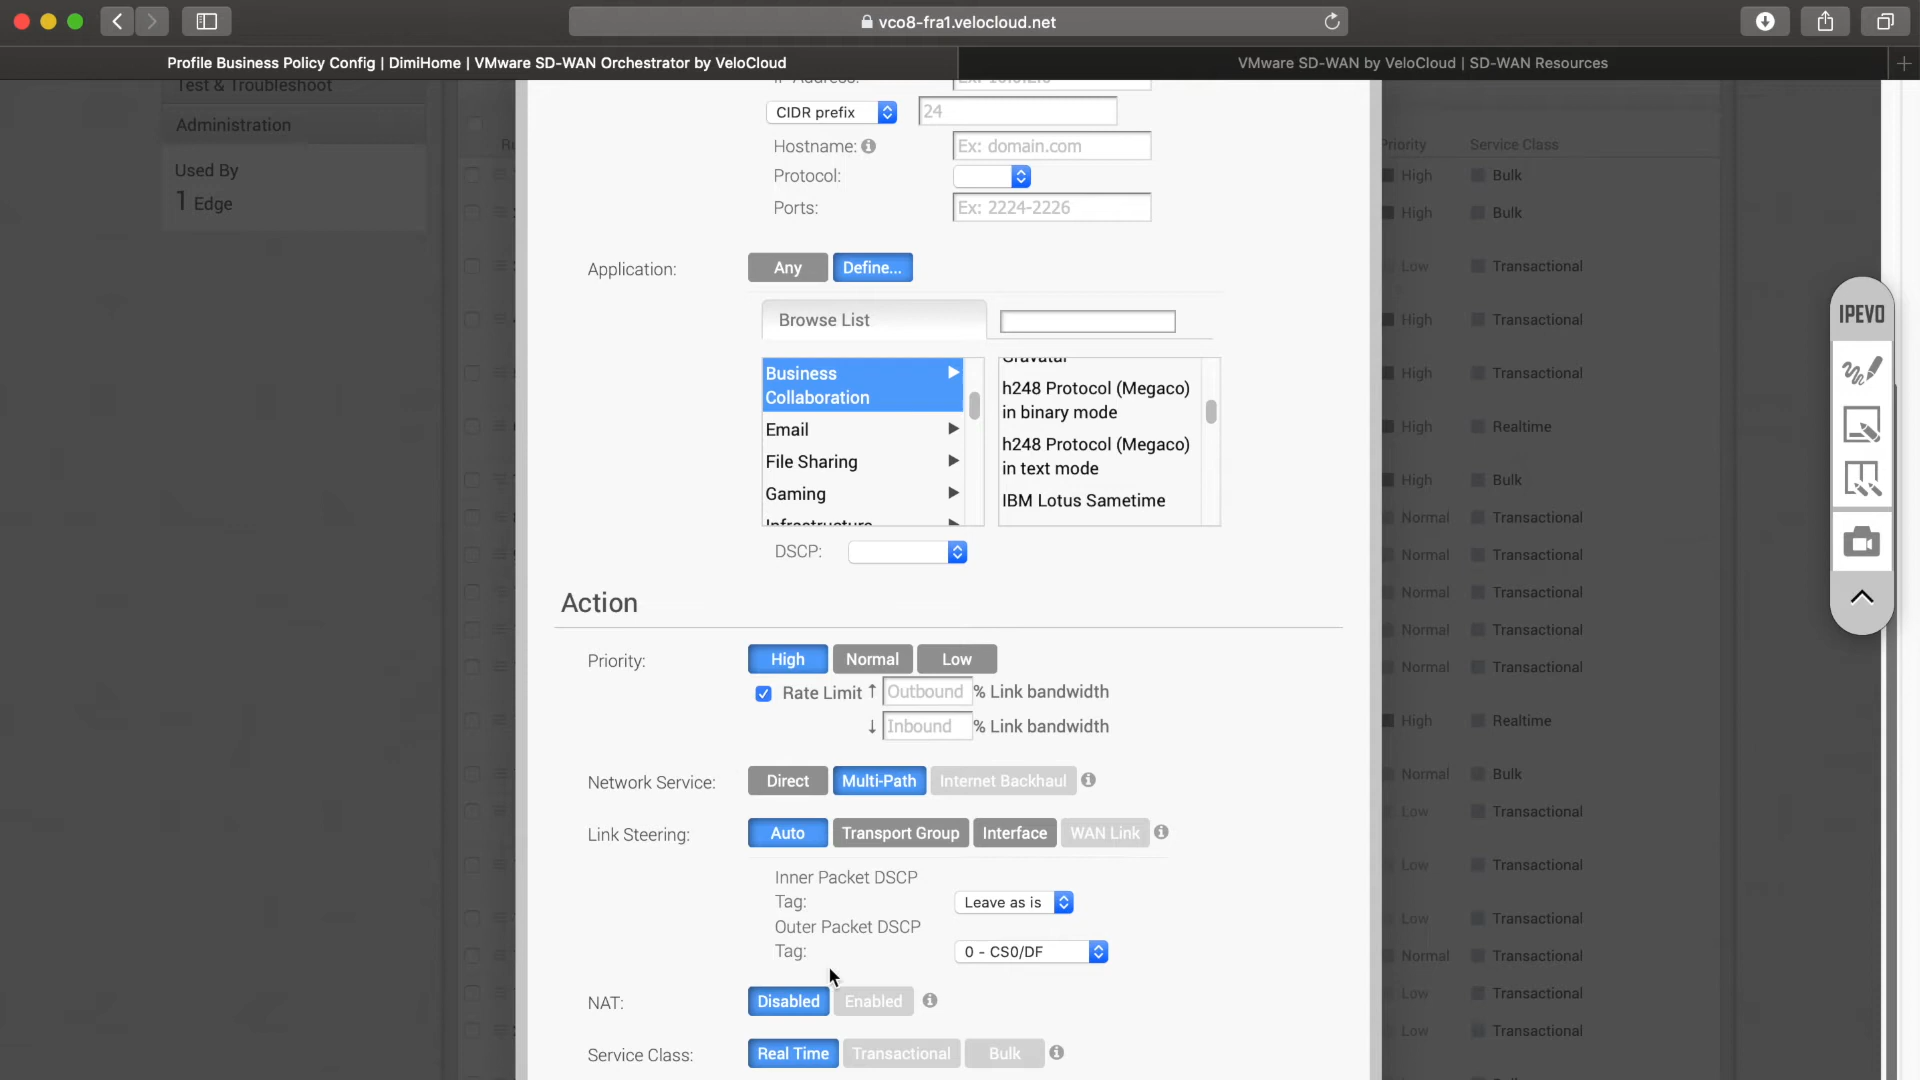 vco8-fra1.velocloud.net
Profile Business Policy Config | DimiHome | VMware SD-WAN Orchestrator by VeloCloud
VMware SD-WAN by VeloCloud | SD-WAN Resources
Test & Troubleshoot
Administration
Used By
1 Edge
IP Address:
CIDR prefix 24
Hostname: Ex: domain.com
Protocol:
Ports: Ex: 2224-2226
Application: Any Define...
Browse List
Business
Collaboration
Email
File Sharing
Gaming
Infrastructure
Gravatar
h248 Protocol (Megaco)
in binary mode
h248 Protocol (Megaco)
in text mode
IBM Lotus Sametime
DSCP:
Action
Priority: High Normal Low
Rate Limit ↑ Outbound % Link bandwidth
↓ Inbound % Link bandwidth
Network Service: Direct Multi-Path Internet Backhaul
Link Steering: Auto Transport Group Interface WAN Link
Inner Packet DSCP
Tag: Leave as is
Outer Packet DSCP
Tag: 0 - CS0/DF
NAT: Disabled Enabled
Service Class: Real Time Transactional Bulk
Priority Service Class
High Bulk
High Bulk
Low Transactional
High Transactional
High Transactional
High Realtime
High Bulk
Normal Transactional
Normal Transactional
Normal Transactional
Normal Transactional
Normal Transactional
High Realtime
Normal Bulk
Low Transactional
Low Transactional
Low Transactional
Normal Transactional
Low Transactional
Low Transactional
IPEVO